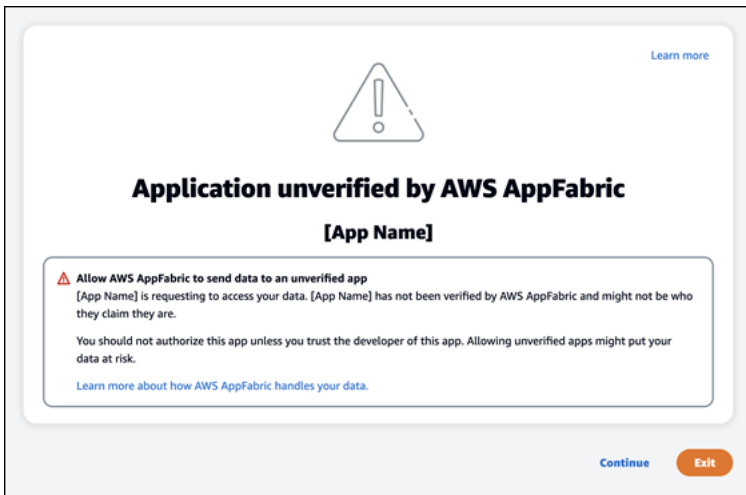 Learn more
Application unverified by AWS AppFabric
[App Name]
Allow AWS AppFabric to send data to an unverified app
[App Name] is requesting to access your data. [App Name] has not been verified by AWS AppFabric and might not be who
they claim they are.
You should not authorize this app unless you trust the developer of this app. Allowing unverified apps might put your
data at risk.
Learn more about how AWS AppFabric handles your data.
Continue
Exit